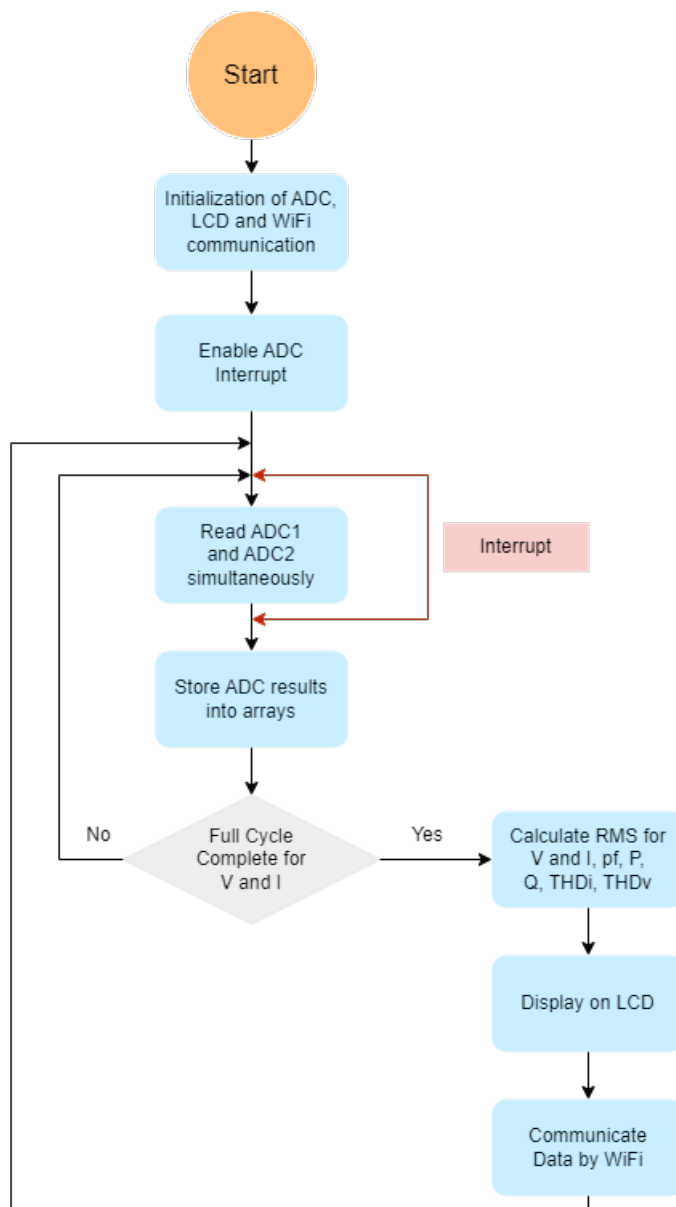 Start
Initialization of ADC,
LCD and WiFi
communication
Enable ADC
Interrupt
Read ADC1
and ADC2
simultaneously
Interrupt
Store ADC results
into arrays
No
Full Cycle
Complete for
V and I
Yes
Calculate RMS for
V and I, pf, P,
Q, THDi, THDv
Display on LCD
Communicate
Data by WiFi